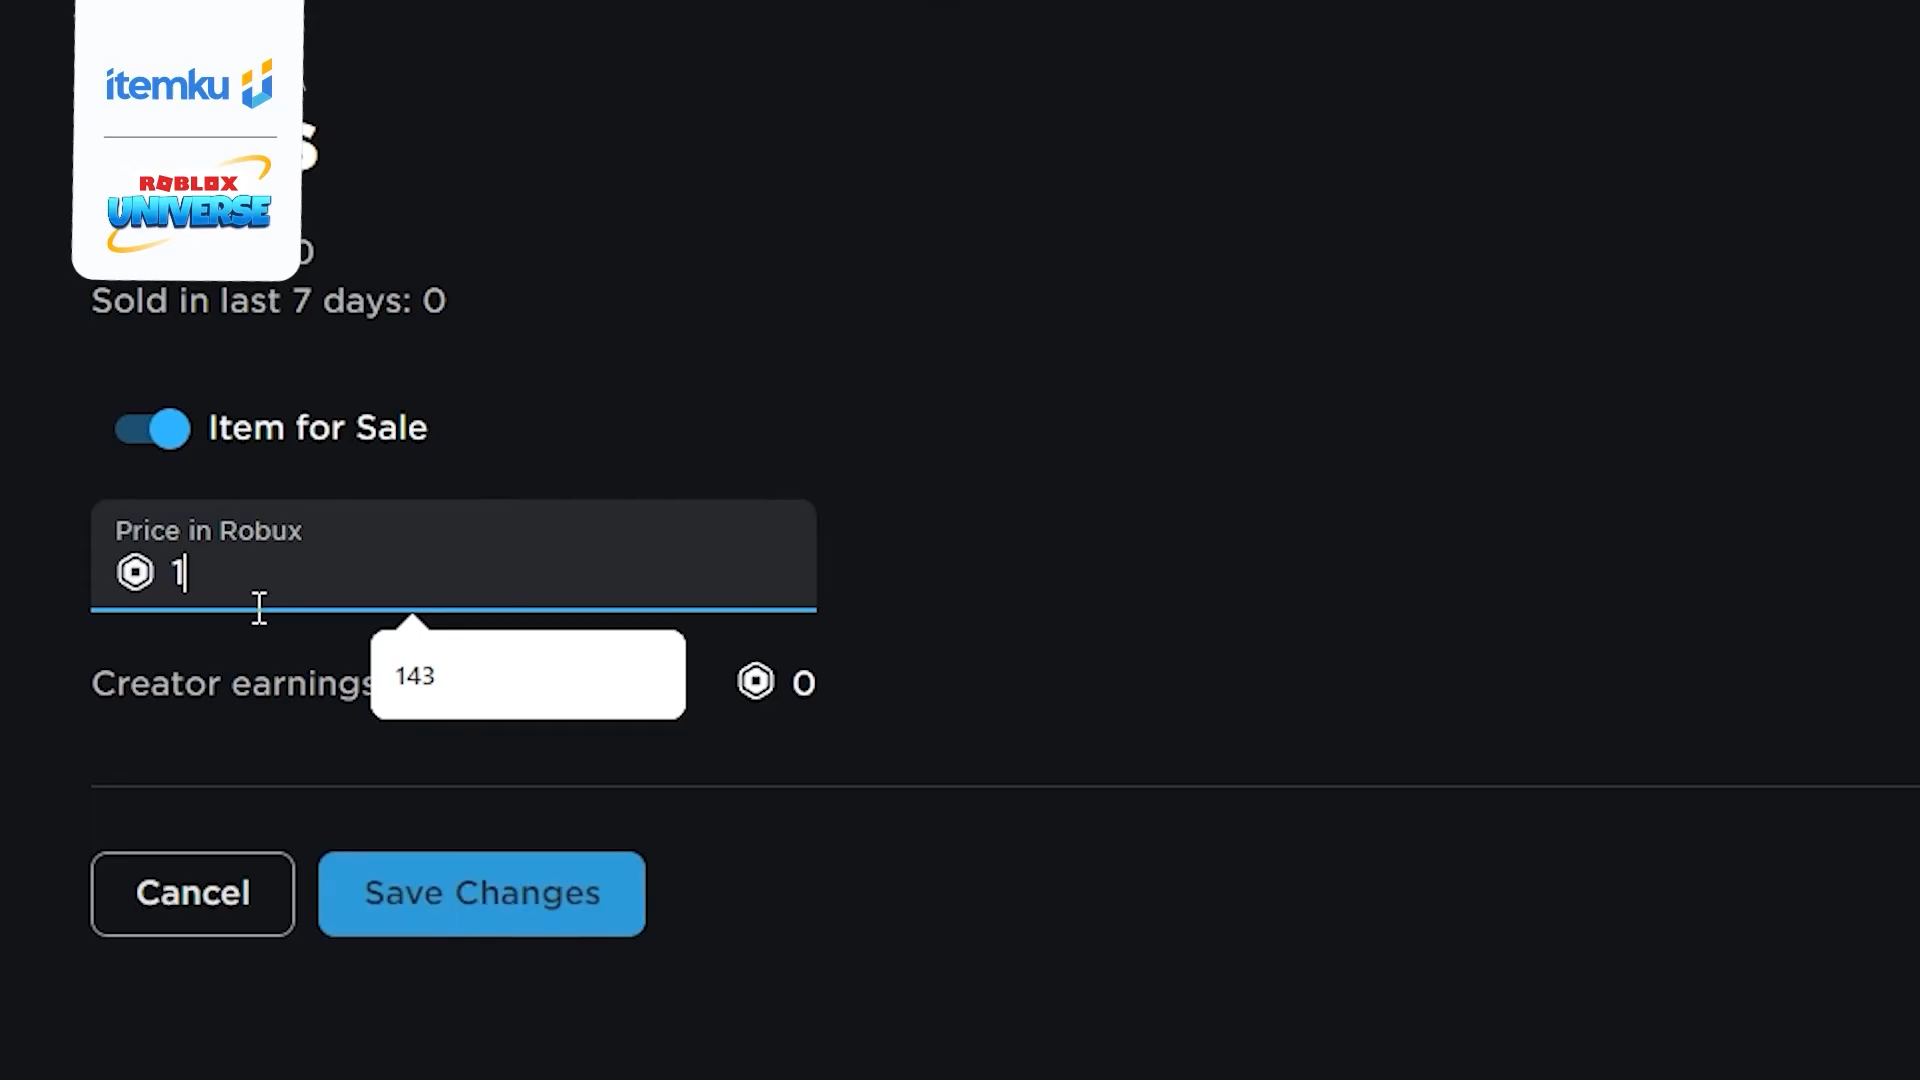 itemku
ROBLOX
UNIVERSE
Sold in last 7 days: 0
Item for Sale
Price in Robux
1
143
Creator earnings
0
Cancel
Save Changes